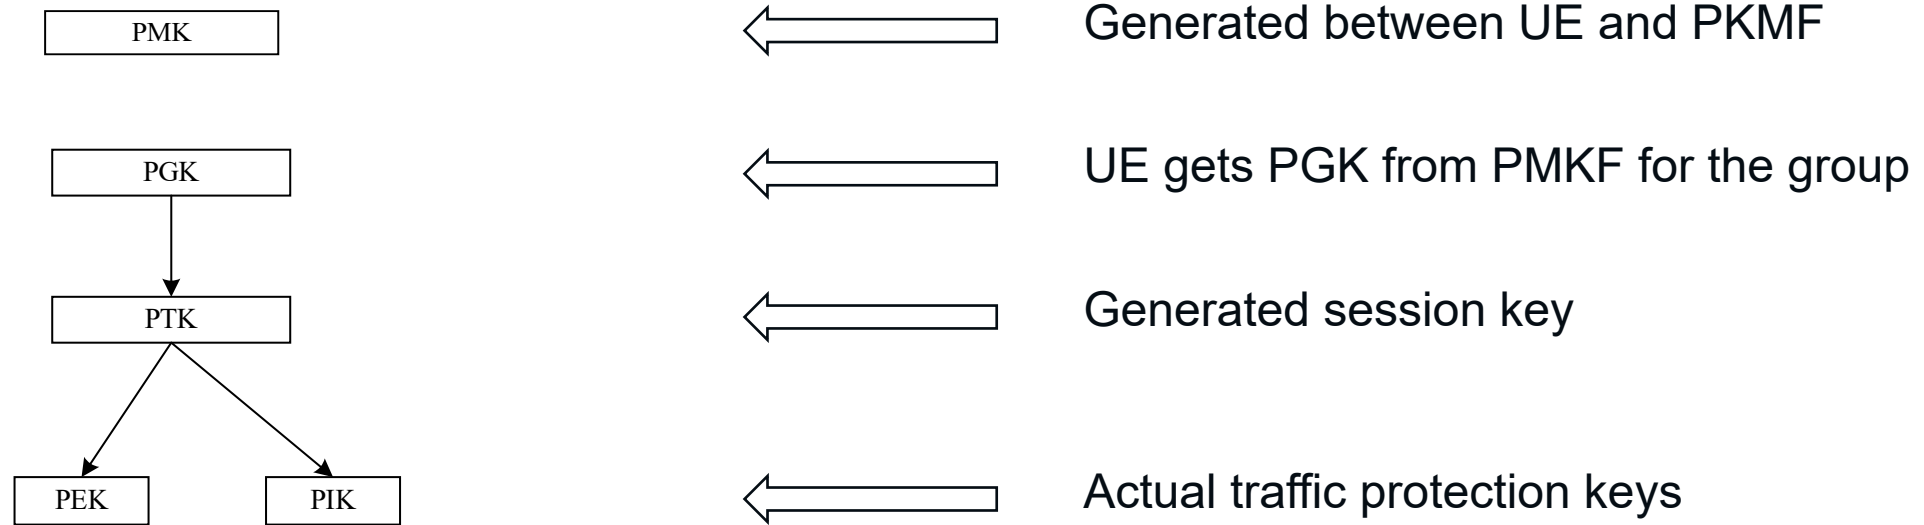 PMK
Generated between UE and PKMF
PGK
UE gets PGK from PMKF for the group
PTK
Generated session key
PEK
PIK
Actual traffic protection keys